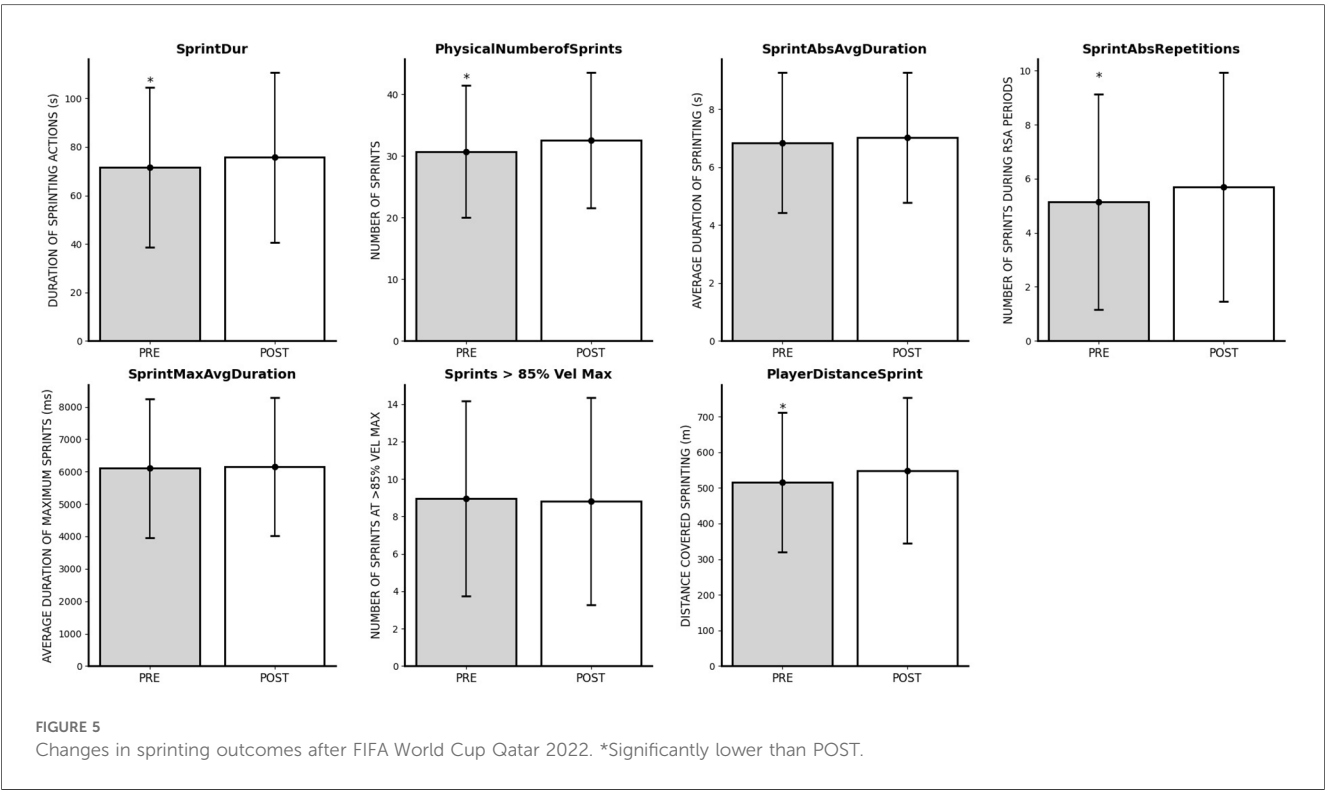 SprintDur
DURATION OF SPRINTING ACTIONS (s)
100
80
60
40
20
0
*
PRE
POST
PhysicalNumberofSprints
NUMBER OF SPRINTS
40
30
20
10
0
*
PRE
POST
SprintAbsAvgDuration
AVERAGE DURATION OF SPRINTING (s)
8
6
4
2
0
PRE
POST
SprintAbsRepetitions
NUMBER OF SPRINTS DURING RSA PERIODS
10
8
6
4
2
0
*
PRE
POST
SprintMaxAvgDuration
AVERAGE DURATION OF MAXIMUM SPRINTS (ms)
8000
7000
6000
5000
4000
3000
2000
1000
0
PRE
POST
Sprints > 85% Vel Max
NUMBER OF SPRINTS AT >85% VEL MAX
14
12
10
8
6
4
2
0
PRE
POST
PlayerDistanceSprint
DISTANCE COVERED SPRINTING (m)
700
600
500
400
300
200
100
0
*
PRE
POST
FIGURE 5
Changes in sprinting outcomes after FIFA World Cup Qatar 2022. *Significantly lower than POST.